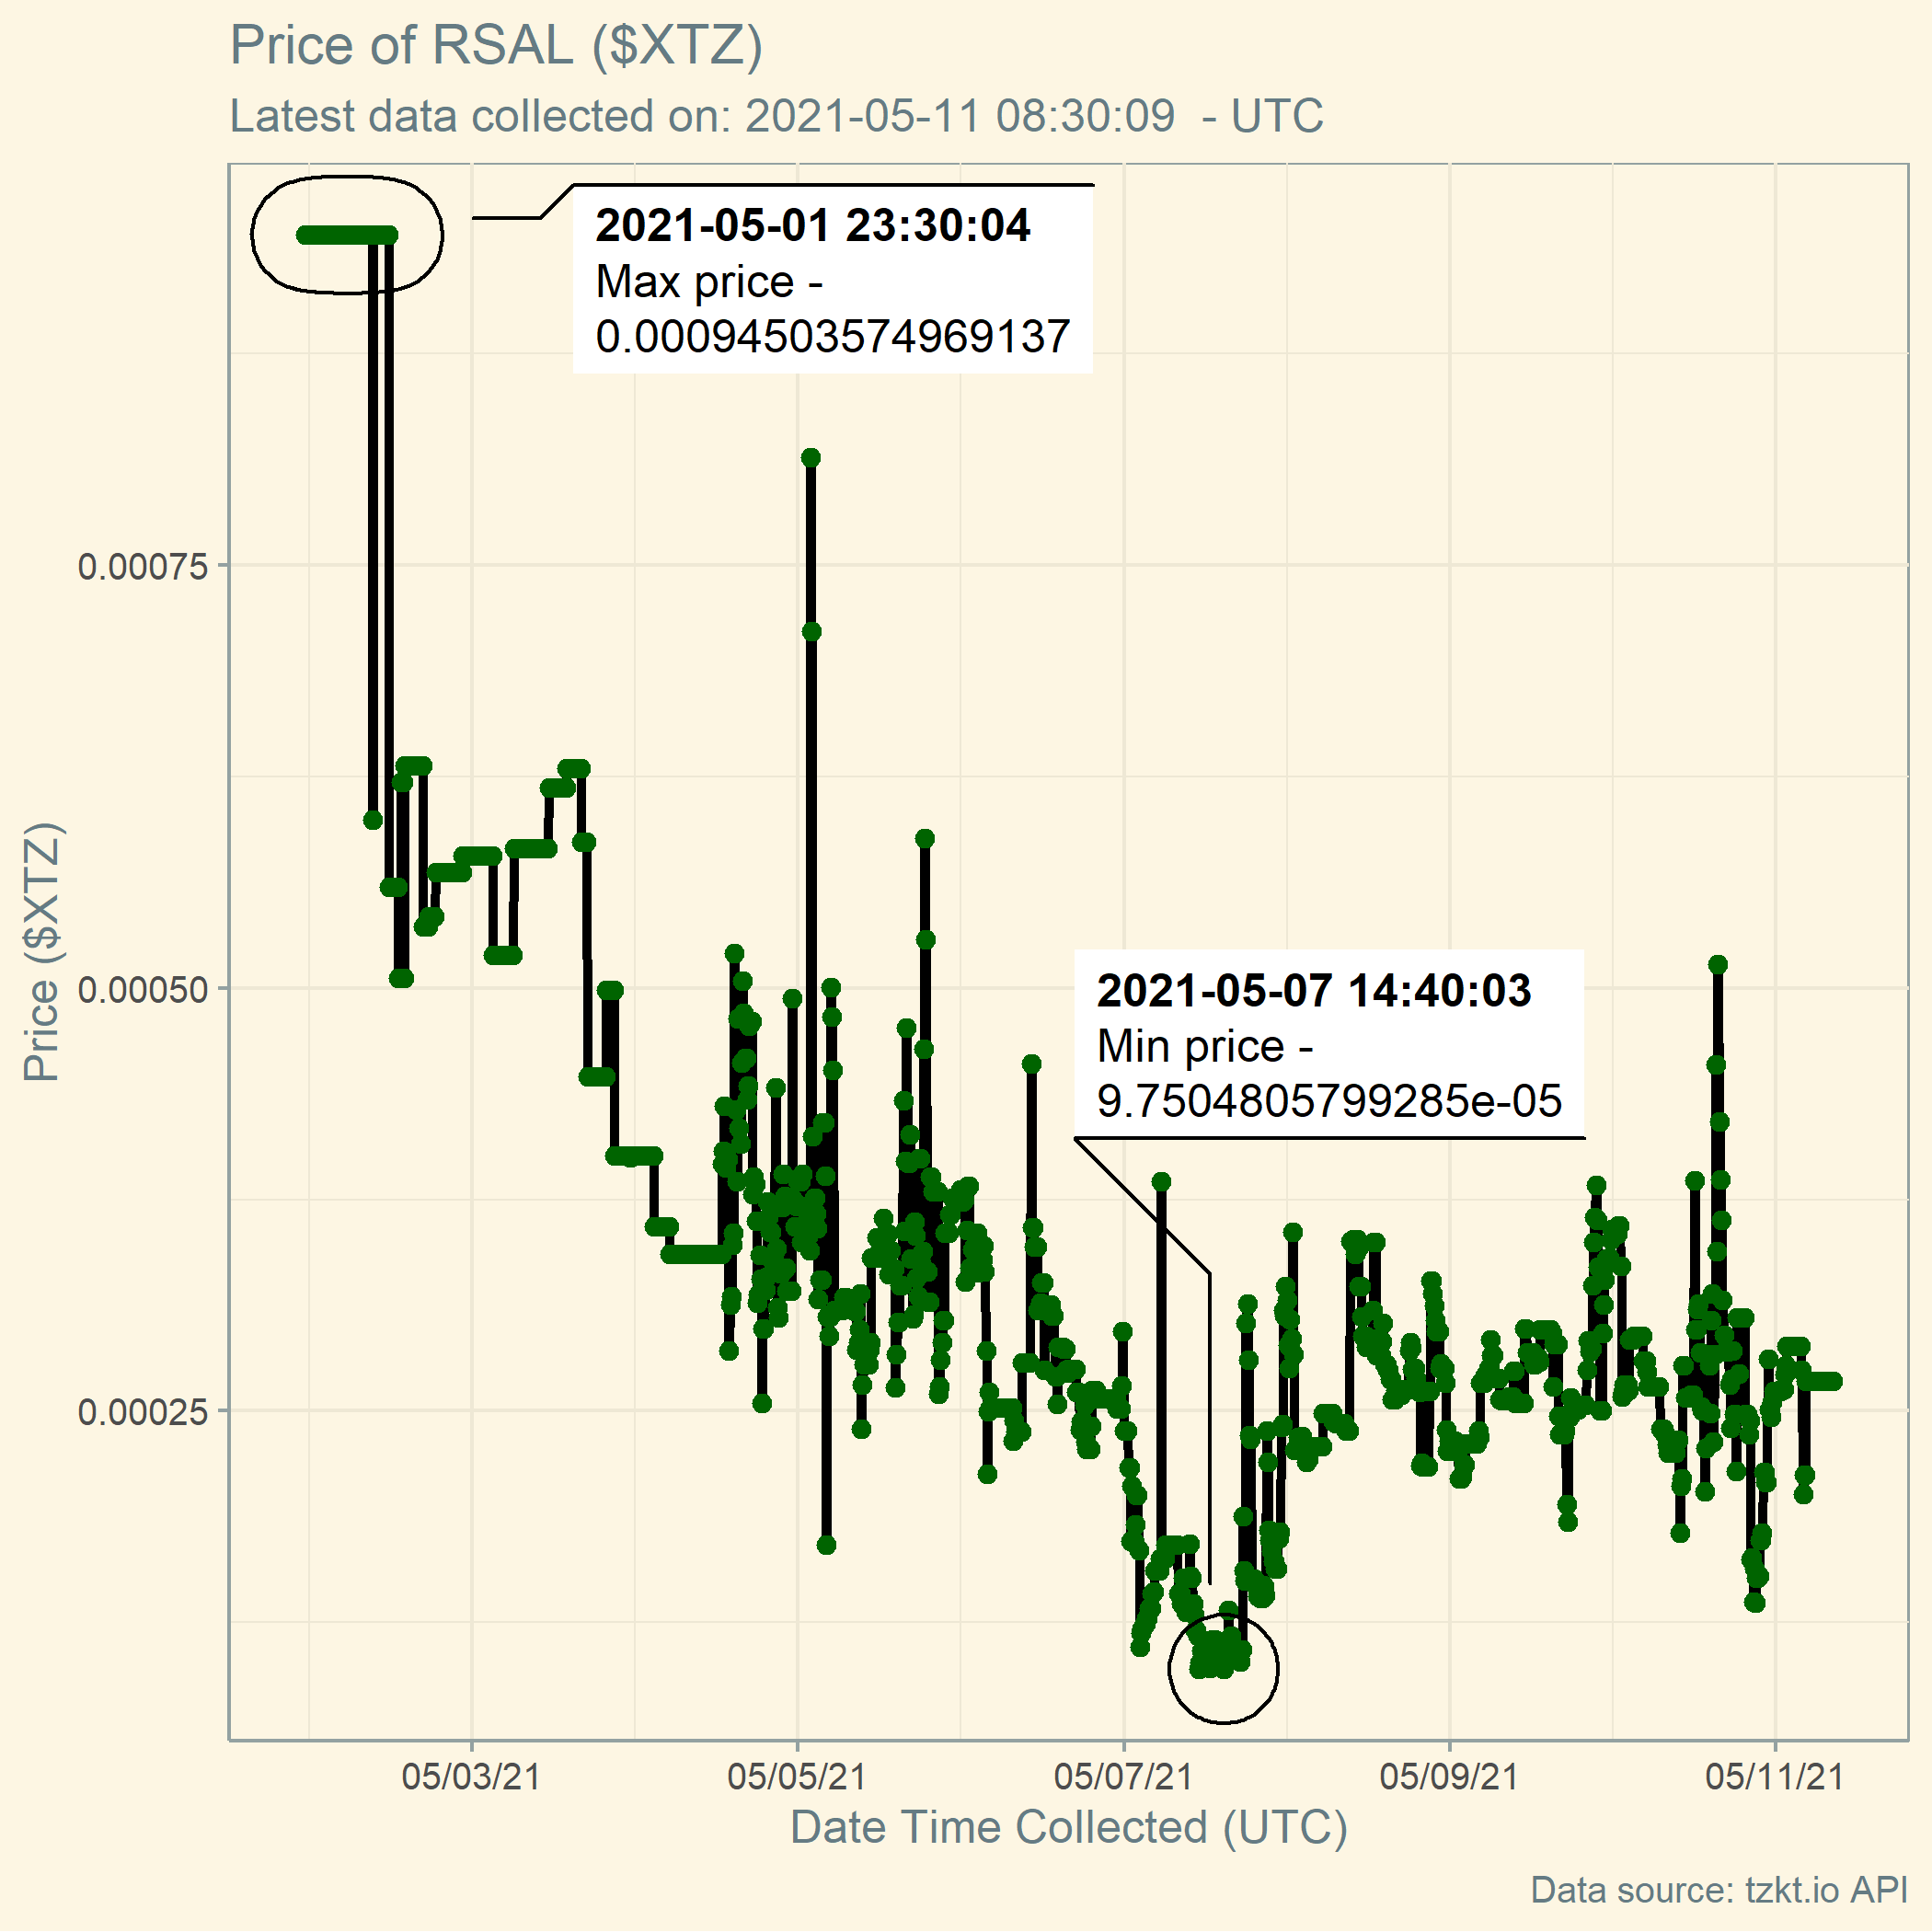 Price of RSAL ($XTZ)
Latest data collected on: 2021-05-11 08:30:09  - UTC
2021-05-01 23:30:04
Max price -
0.000945035749​69137
0.00075
Price ($XTZ)
0.00050
2021-05-07 14:40:03
Min price -
9.7504805799285e-05
0.00025
05/03/21
05/05/21
05/07/21
05/09/21
05/11/21
Date Time Collected (UTC)
Data source: tzkt.io API